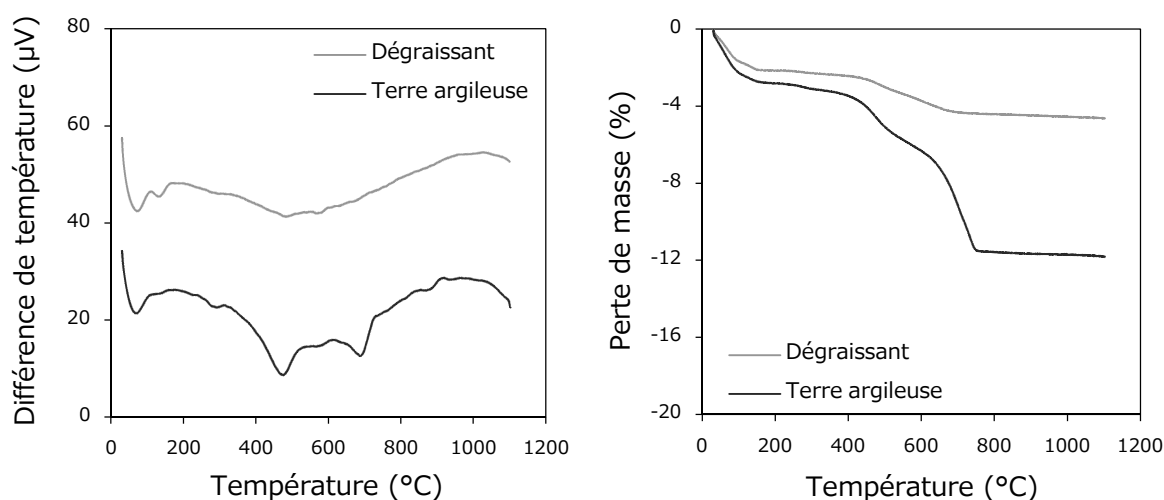 Différence de température (µV)
80
60
40
20
0
Dégraissant
Terre argileuse
0 200 400 600 800 1000 1200
Température (°C)
Perte de masse (%)
0
-4
-8
-12
-16
-20
Dégraissant
Terre argileuse
0 200 400 600 800 1000 1200
Température (°C)